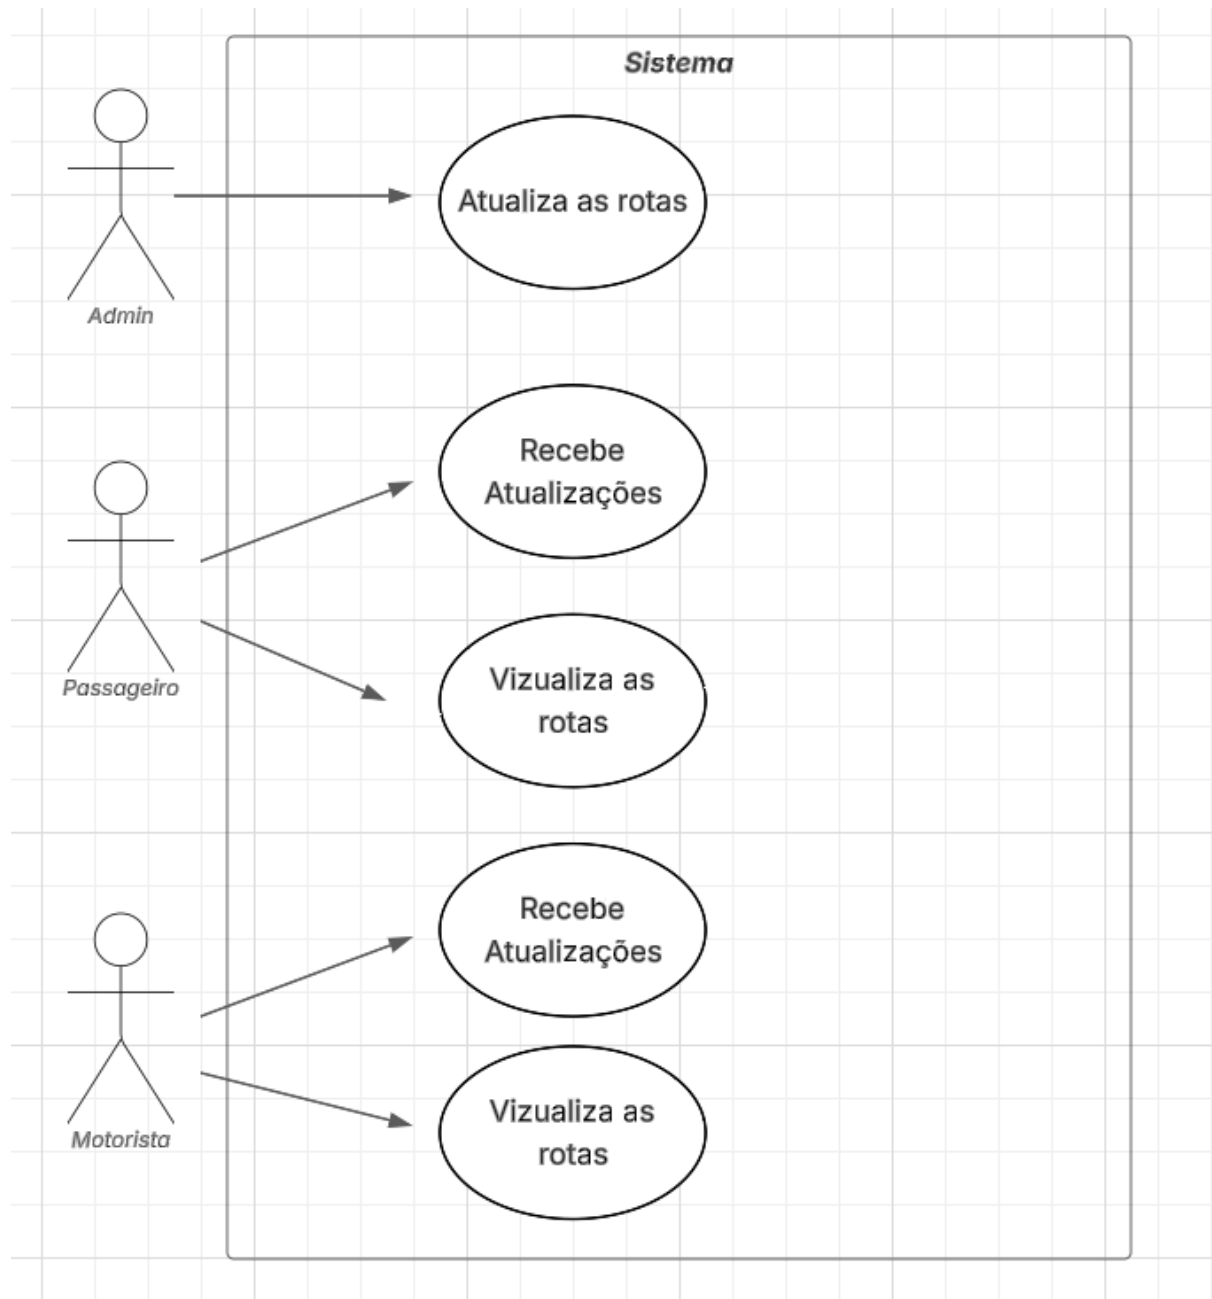 Sistema
Atualiza as rotas
Admin
Recebe
Atualizações
Passageiro
Vizualiza as
rotas
Recebe
Atualizações
Motorista
Vizualiza as
rotas